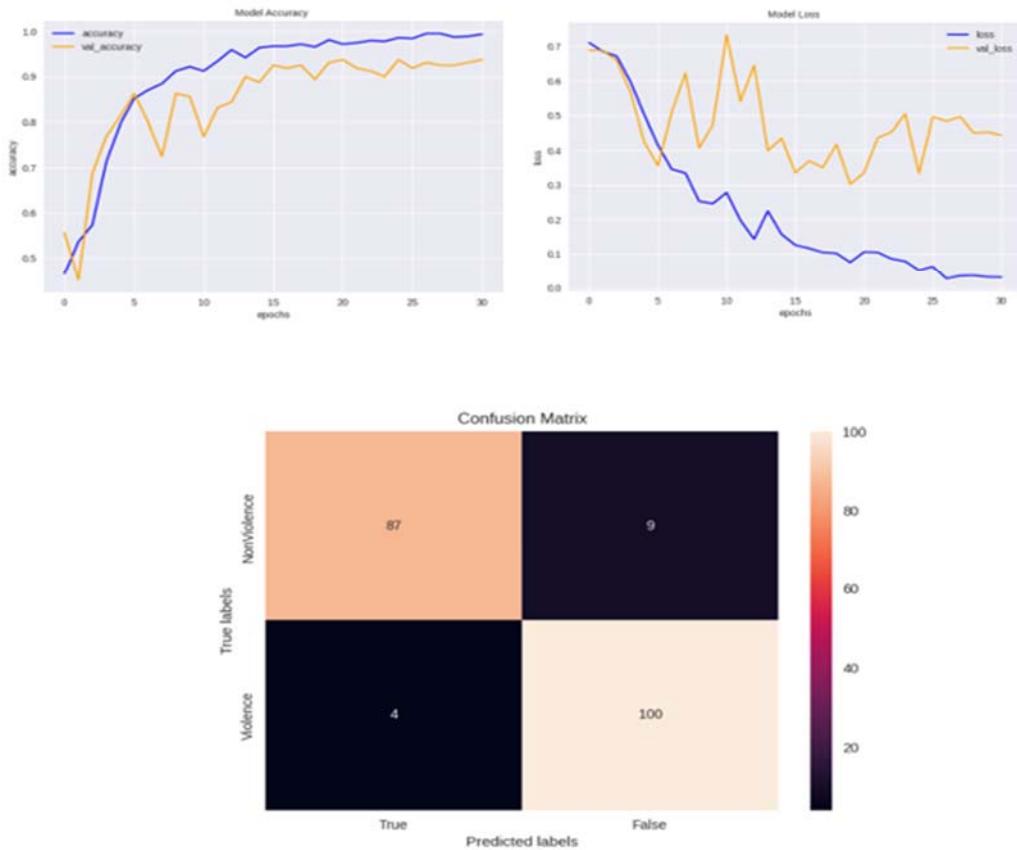 Model Accuracy
accuracy
val_accuracy
1.0
0.9
0.8
0.7
0.6
0.5
accuracy
0 5 10 15 20 25 30
epochs
Model Loss
loss
val_loss
0.7
0.6
0.5
0.4
0.3
0.2
0.1
0.0
loss
0 5 10 15 20 25 30
epochs
Confusion Matrix
NonViolence
87 9
True labels
Violence
4 100
True False
Predicted labels
100
80
60
40
20